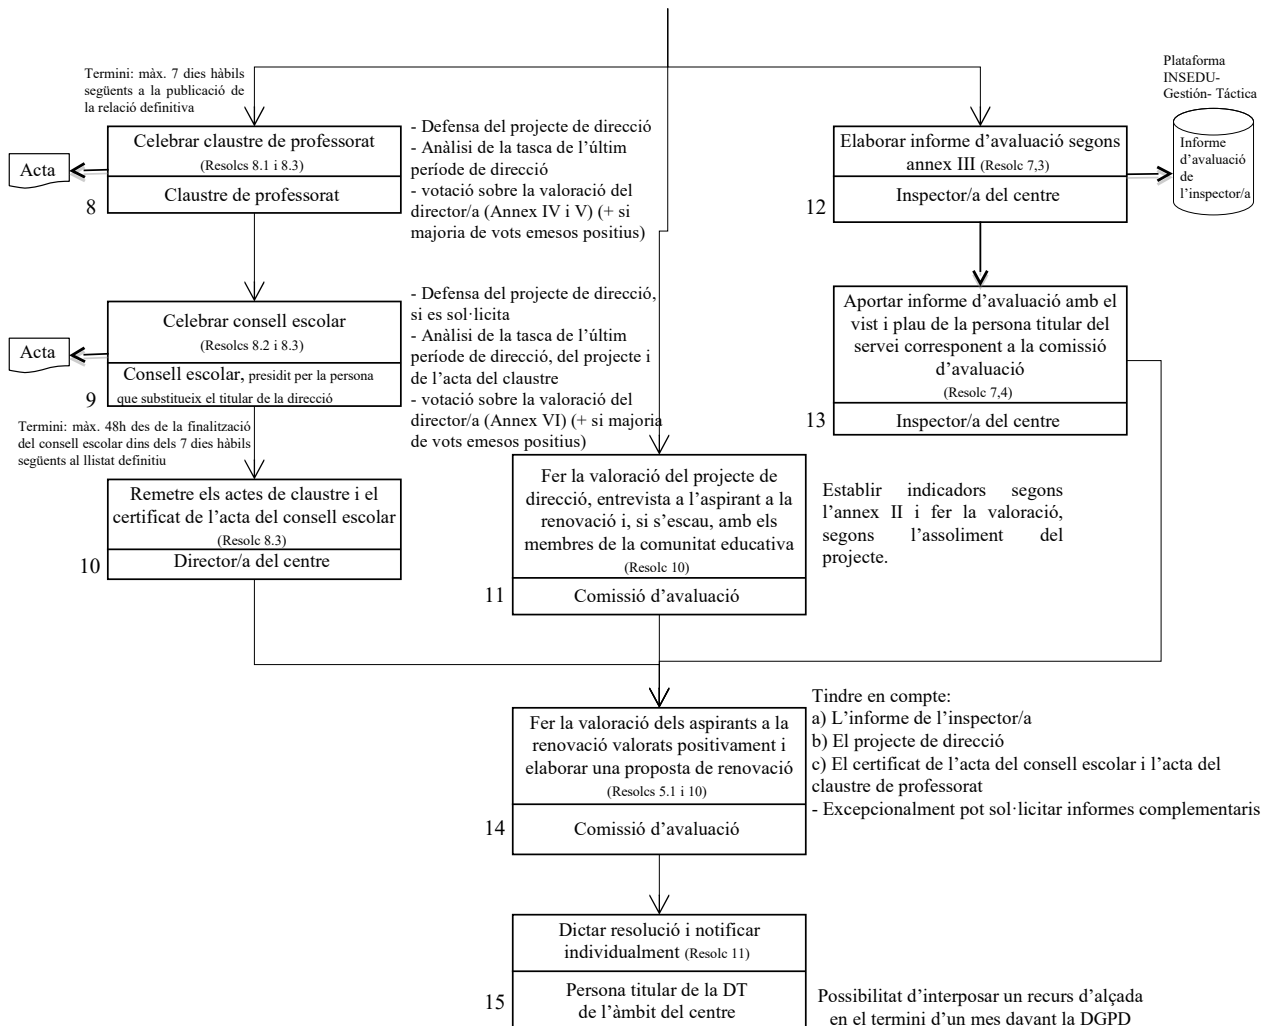 Termini: màx. 7 dies hàbils
següents a la publicació de
la relació definitiva
Celebrar claustre de professorat
(Resolcs 8.1 i 8.3)
Claustre de professorat
8
Acta
- Defensa del projecte de direcció
- Anàlisi de la tasca de l’últim
període de direcció
- votació sobre la valoració del
director/a (Annex IV i V) (+ si
majoria de vots emesos positius)
Elaborar informe d’avaluació segons
annex III (Resolc 7,3)
Inspector/a del centre
12
Plataforma
INSEDU-
Gestión- Táctica
Informe
d’avaluació
de
l’inspector/a
Celebrar consell escolar
(Resolcs 8.2 i 8.3)
Consell escolar, presidit per la persona
que substitueix el titular de la direcció
9
Acta
- Defensa del projecte de direcció,
si es sol·licita
- Anàlisi de la tasca de l’últim
període de direcció, del projecte i
de l’acta del claustre
- votació sobre la valoració del
director/a (Annex VI) (+ si majoria
de vots emesos positius)
Aportar informe d’avaluació amb el
vist i plau de la persona titular del
servei corresponent a la comissió
d’avaluació
(Resolc 7,4)
Inspector/a del centre
13
Termini: màx. 48h des de la finalització
del consell escolar dins dels 7 dies hàbils
següents al llistat definitiu
Remetre els actes de claustre i el
certificat de l’acta del consell escolar
(Resolc 8.3)
Director/a del centre
10
Fer la valoració del projecte de
direcció, entrevista a l’aspirant a la
renovació i, si s’escau, amb els
membres de la comunitat educativa
(Resolc 10)
Comissió d’avaluació
11
Establir indicadors segons
l’annex II i fer la valoració,
segons l’assoliment del
projecte.
Fer la valoració dels aspirants a la
renovació valorats positivament i
elaborar una proposta de renovació
(Resolcs 5.1 i 10)
Comissió d’avaluació
14
Tindre en compte:
a) L’informe de l’inspector/a
b) El projecte de direcció
c) El certificat de l’acta del consell escolar i l’acta del
claustre de professorat
- Excepcionalment pot sol·licitar informes complementaris
Dictar resolució i notificar
individualment (Resolc 11)
Persona titular de la DT
de l’àmbit del centre
15
Possibilitat d’interposar un recurs d’alçada
en el termini d’un mes davant la DGPD